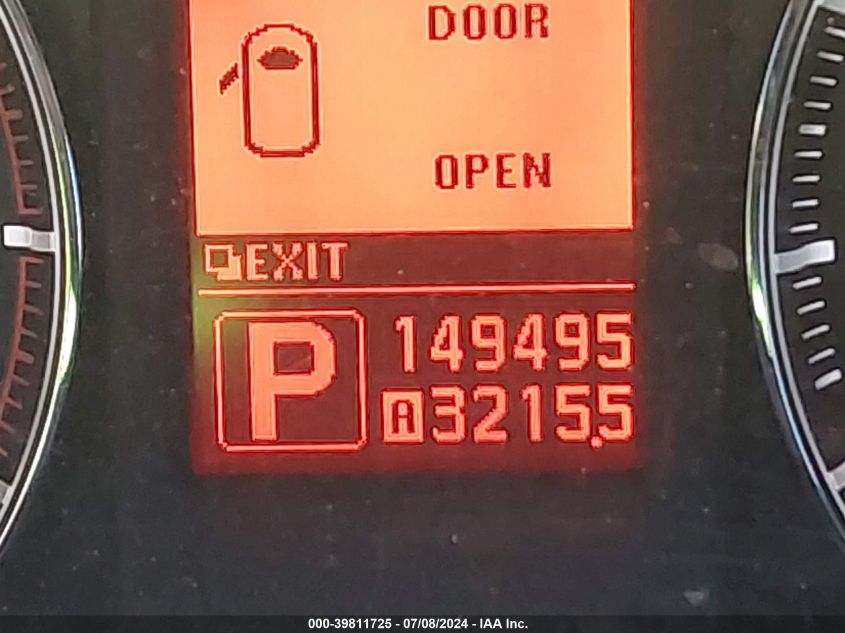 DOOR
OPEN
EXIT
P
149495
A 3215.5
000-39811725 - 07/08/2024 - IAA Inc.